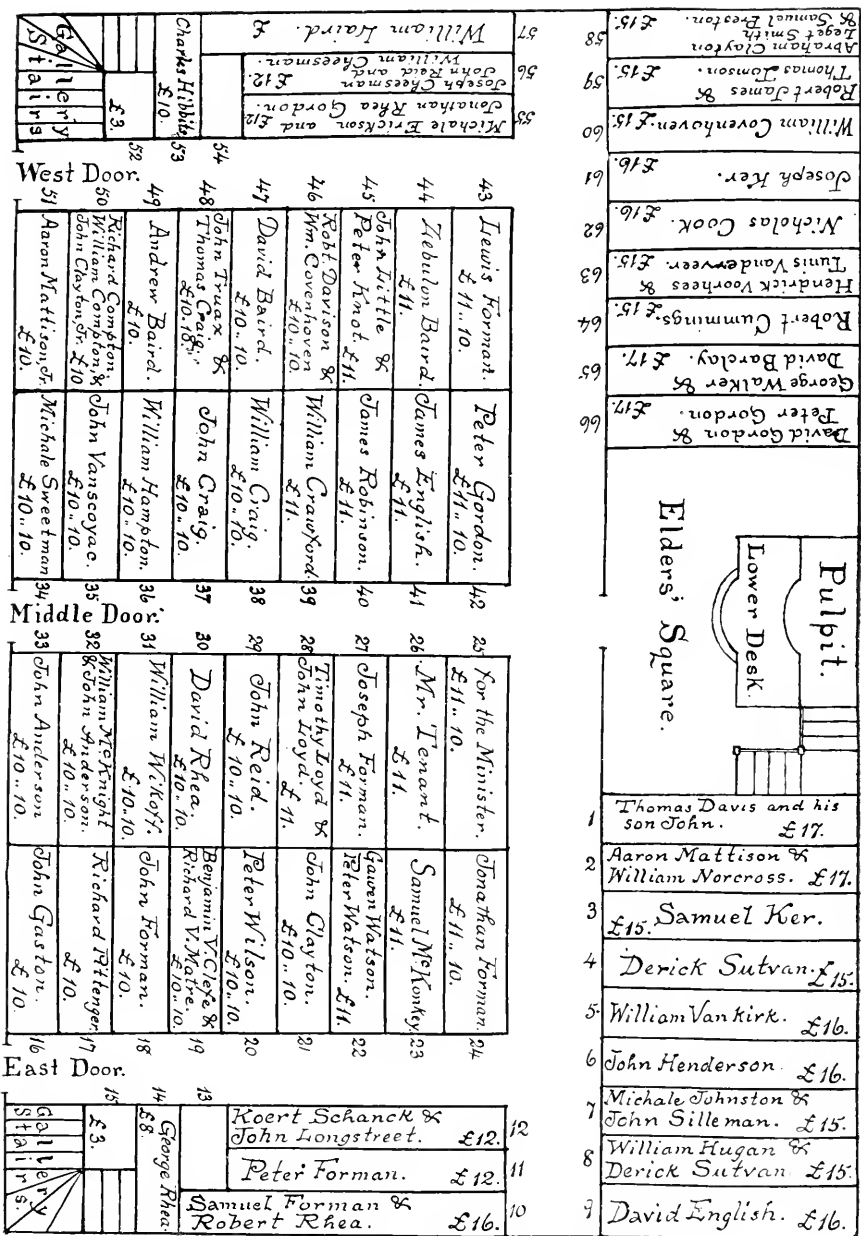 Gallery
Stairs
£3.
52
Charles Hibbits
£10.
53
54
William Laird. £
57
Joseph Cheesman
John Reid and
William Cheesman £12.
56
Michale Erickson and
Jonathan Rhea Gordon. £12
55
Abraham Clayton
Leget Smith
& Samuel Preston. £15.
58
Robert James &
Thomas Tomson. £15.
59
William Covenhoven. £15.
60
Joseph Ker. £16.
61
Nicholas Cook. £16.
62
Hendrick Voorhees &
Tunis Vanderveer. £15.
63
Robert Cummings. £15.
64
George Walker &
David Barclay. £17.
65
David Gordon &
Peter Gordon. £17.
66
West Door.
51
Aaron Mattison Jr.
£10.
50
Richard Compton,
William Compton, &
John Clayton, Jr. £10
49
Andrew Baird.
£10.
48
John Truax &
Thomas Craig.
£10-10.
47
David Baird.
£10..10.
46
Robt. Davison &
Wm. Covenhoven
£10..10.
45
John Little &
Peter Knot. £11.
44
Zebulon Baird.
£11.
43
Lewis Forman.
£11..10.
Michale Sweetman
£10..10.
34
John Vanscoyac.
£10..10.
35
William Hampton.
£10..10.
36
John Craig.
£10..10.
37
William Craig.
£10..10.
38
William Crawford.
£11.
39
James Robinson.
£11.
40
James English.
£11.
41
Peter Gordon.
£11..10.
42
Elders' Square.
Lower Desk.
Pulpit.
Middle Door.
33
John Anderson
£10..10.
32
William McKnight
& John Anderson.
£10..10.
31
William Wikoff.
£10..10.
30
David Rhea.
£10..10.
29
John Reid.
£10..10.
28
Timothy Loyd &
John Loyd. £11.
27
Joseph Forman.
£11.
26
Mr. Tenant.
£11.
25
For the Minister.
£11..10.
John Gaston.
£10.
16
Richard Pittenger
£10.
17
John Forman.
£10.
18
Benjamin V. Clefe &
Richard V. Matre.
£10..10.
19
Peter Wilson.
£10..10.
20
John Clayton.
£10..10.
21
Gawen Watson.
Peter Watson. £11.
22
Samuel McKonkey
£11.
23
Jonathan Forman.
£11..10.
24
1
Thomas Davis and his
son John. £17.
2
Aaron Mattison &
William Norcross. £17.
3
£15. Samuel Ker.
4
Derick Sutvan. £15.
5
William Van kirk. £16.
6
John Henderson £16.
7
Michale Johnston &
John Silleman. £15.
8
William Hugan &
Derick Sutvan £15.
9
David English. £16.
East Door.
Gallery
Stairs.
15
£3.
14
George Rhea.
£8.
13
Koert Schanck &
John Longstreet. £12.
12
Peter Forman. £12.
11
Samuel Forman &
Robert Rhea. £16.
10